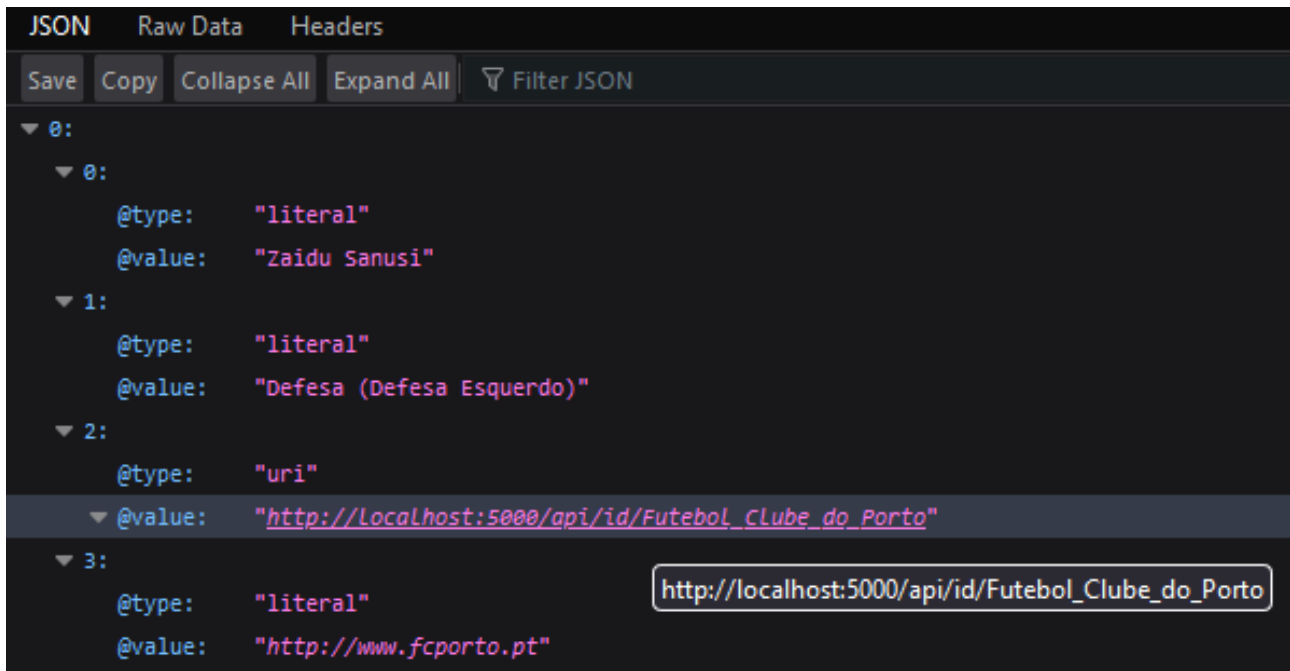 JSON Raw Data Headers
Save Copy Collapse All Expand All Filter JSON
0:
0:
@type: "literal"
@value: "Zaidu Sanusi"
1:
@type: "literal"
@value: "Defesa (Defesa Esquerdo)"
2:
@type: "uri"
@value: "http://localhost:5000/api/id/Futebol_Clube_do_Porto"
3:
http://localhost:5000/api/id/Futebol_Clube_do_Porto
@type: "literal"
@value: "http://www.fcporto.pt"